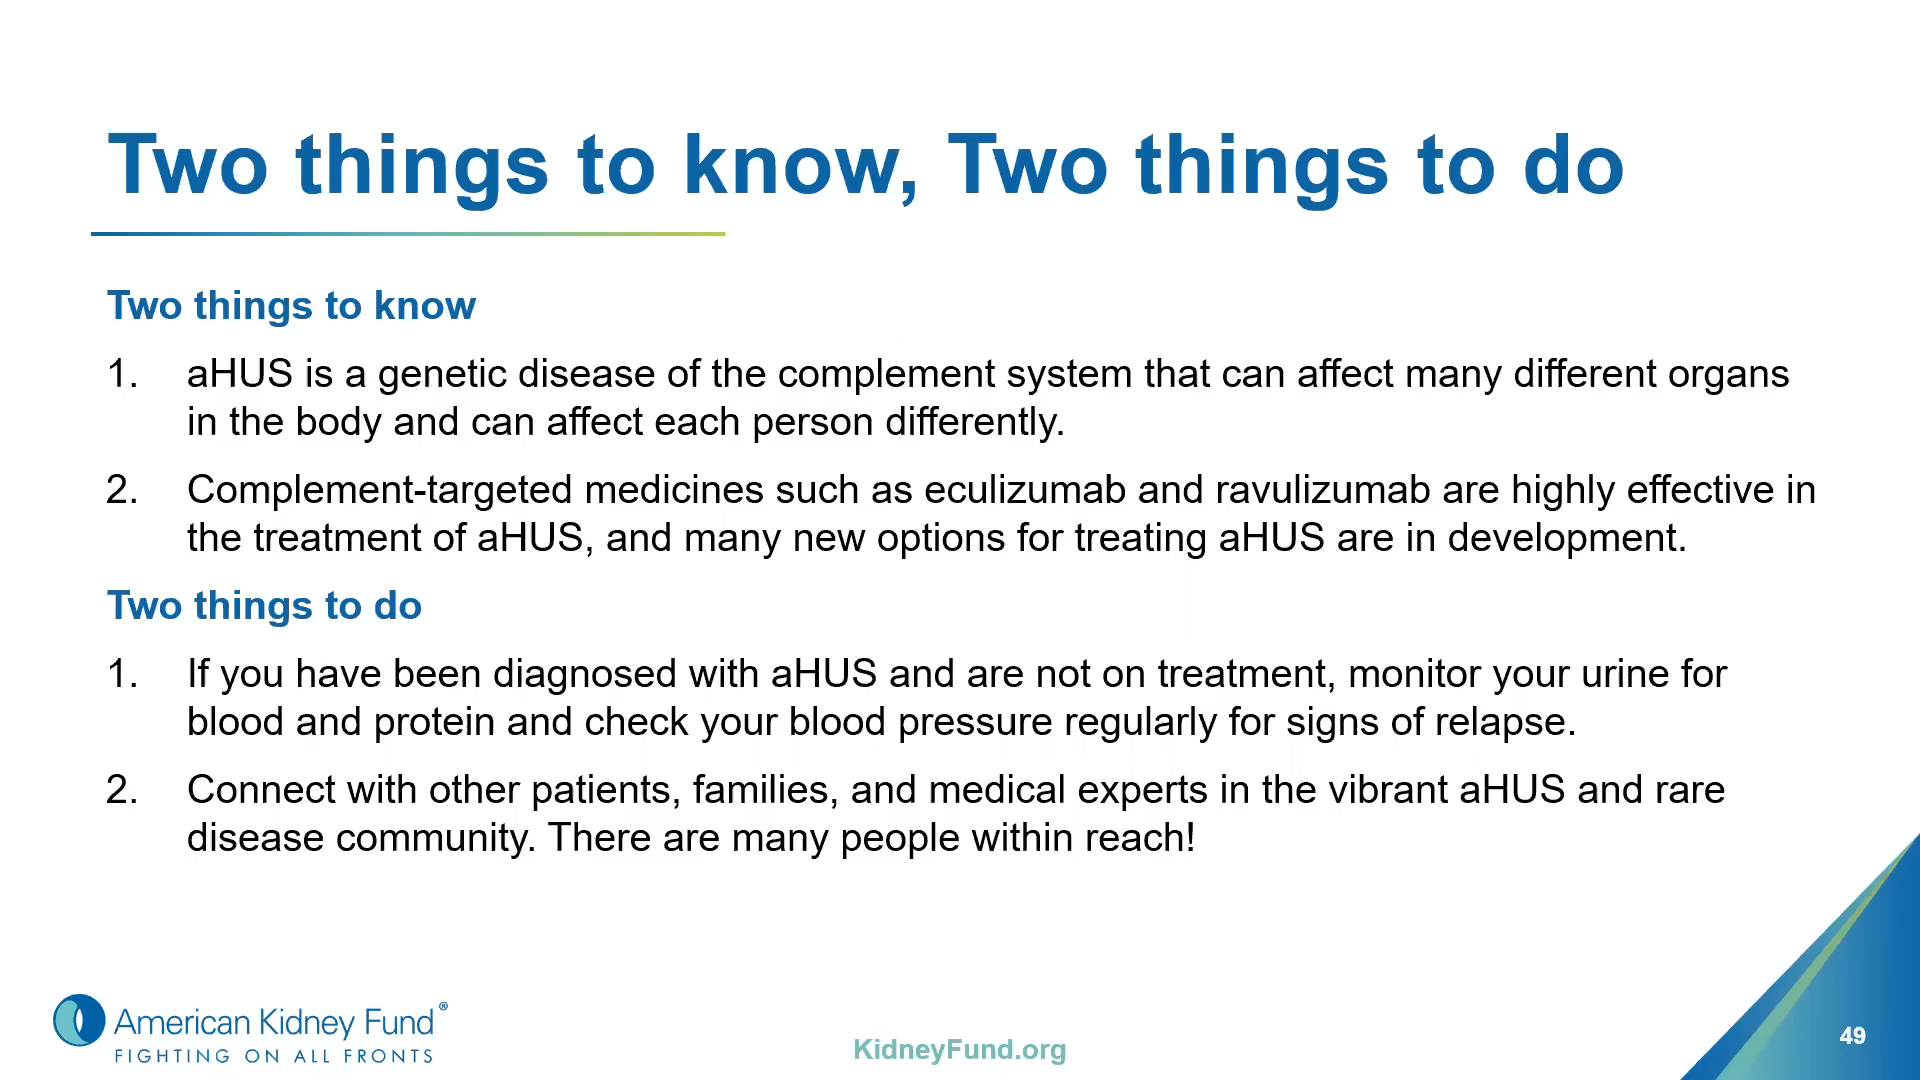 Two things to know, Two things to do
Two things to know
1. aHUS is a genetic disease of the complement system that can affect many different organs
in the body and can affect each person differently.
2. Complement-targeted medicines such as eculizumab and ravulizumab are highly effective in
the treatment of aHUS, and many new options for treating aHUS are in development.
Two things to do
1. If you have been diagnosed with aHUS and are not on treatment, monitor your urine for
blood and protein and check your blood pressure regularly for signs of relapse.
2. Connect with other patients, families, and medical experts in the vibrant aHUS and rare
disease community. There are many people within reach!
American Kidney Fund®
FIGHTING ON ALL FRONTS
KidneyFund.org
49